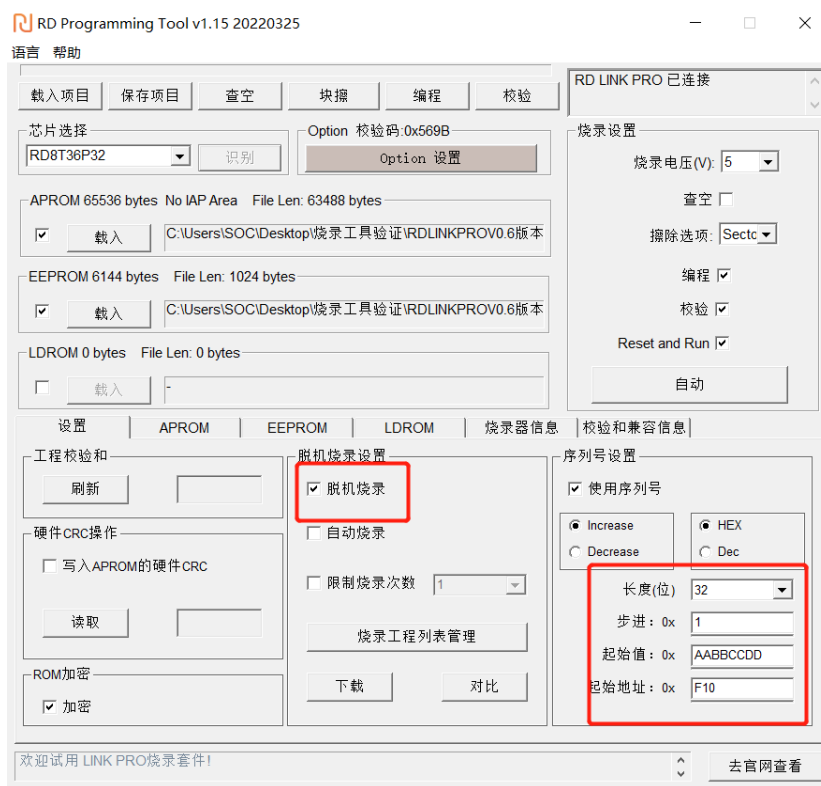 RD Programming Tool v1.15 20220325
语言 帮助
载入项目 保存项目 查空 块擦 编程 校验
RD LINK PRO 已连接
芯片选择
RD8T36P32 识别
Option 校验码:0x569B
Option 设置
APROM 65536 bytes No IAP Area File Len: 63488 bytes
载入 C:\Users\SOC\Desktop\烧录工具验证\RDLINKPROV0.6版本
EEPROM 6144 bytes File Len: 1024 bytes
载入 C:\Users\SOC\Desktop\烧录工具验证\RDLINKPROV0.6版本
LDROM 0 bytes File Len: 0 bytes
载入 -
烧录设置
烧录电压(V): 5
查空
擦除选项: Sectc
编程
校验
Reset and Run
自动
设置 APROM EEPROM LDROM 烧录器信息 校验和兼容信息
工程校验和
刷新
硬件CRC操作
写入APROM的硬件CRC
读取
ROM加密
加密
脱机烧录设置
脱机烧录
自动烧录
限制烧录次数 1
烧录工程列表管理
下载 对比
序列号设置
使用序列号
Increase HEX
Decrease Dec
长度(位) 32
步进：0x 1
起始值：0x AABBCCDD
起始地址：0x F10
欢迎试用 LINK PRO烧录套件!
去官网查看